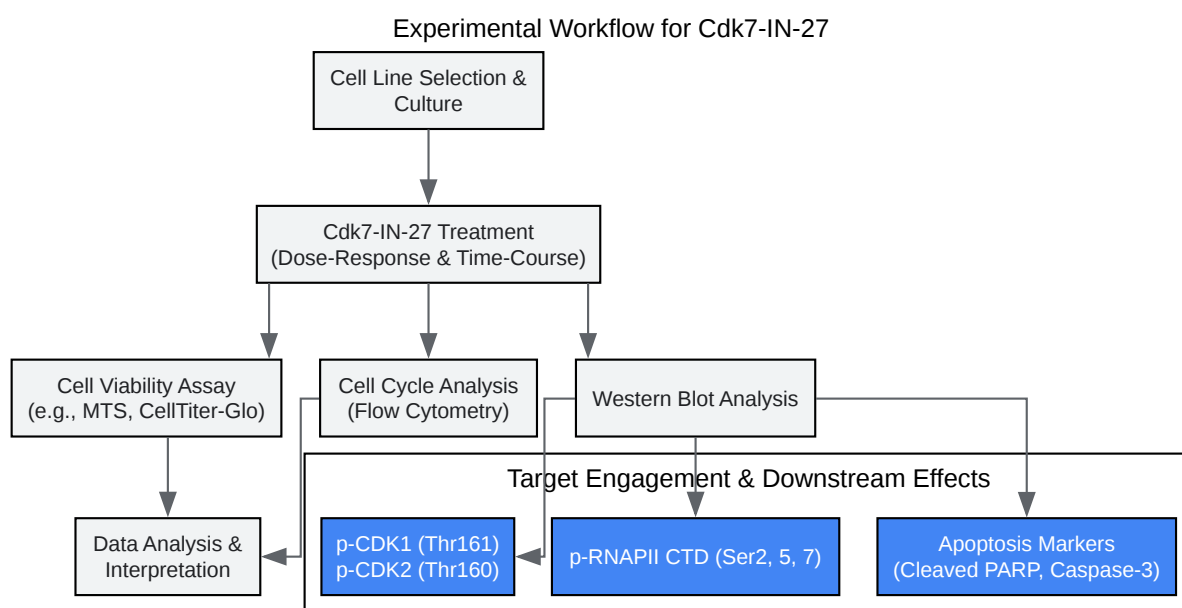 Experimental Workflow for Cdk7-IN-27
Cell Line Selection &
Culture
Cdk7-IN-27 Treatment
(Dose-Response & Time-Course)
Cell Viability Assay
(e.g., MTS, CellTiter-Glo)
Cell Cycle Analysis
(Flow Cytometry)
Western Blot Analysis
Target Engagement & Downstream Effects
Data Analysis &
Interpretation
p-CDK1 (Thr161)
p-CDK2 (Thr160)
p-RNAPII CTD (Ser2, 5, 7)
Apoptosis Markers
(Cleaved PARP, Caspase-3)